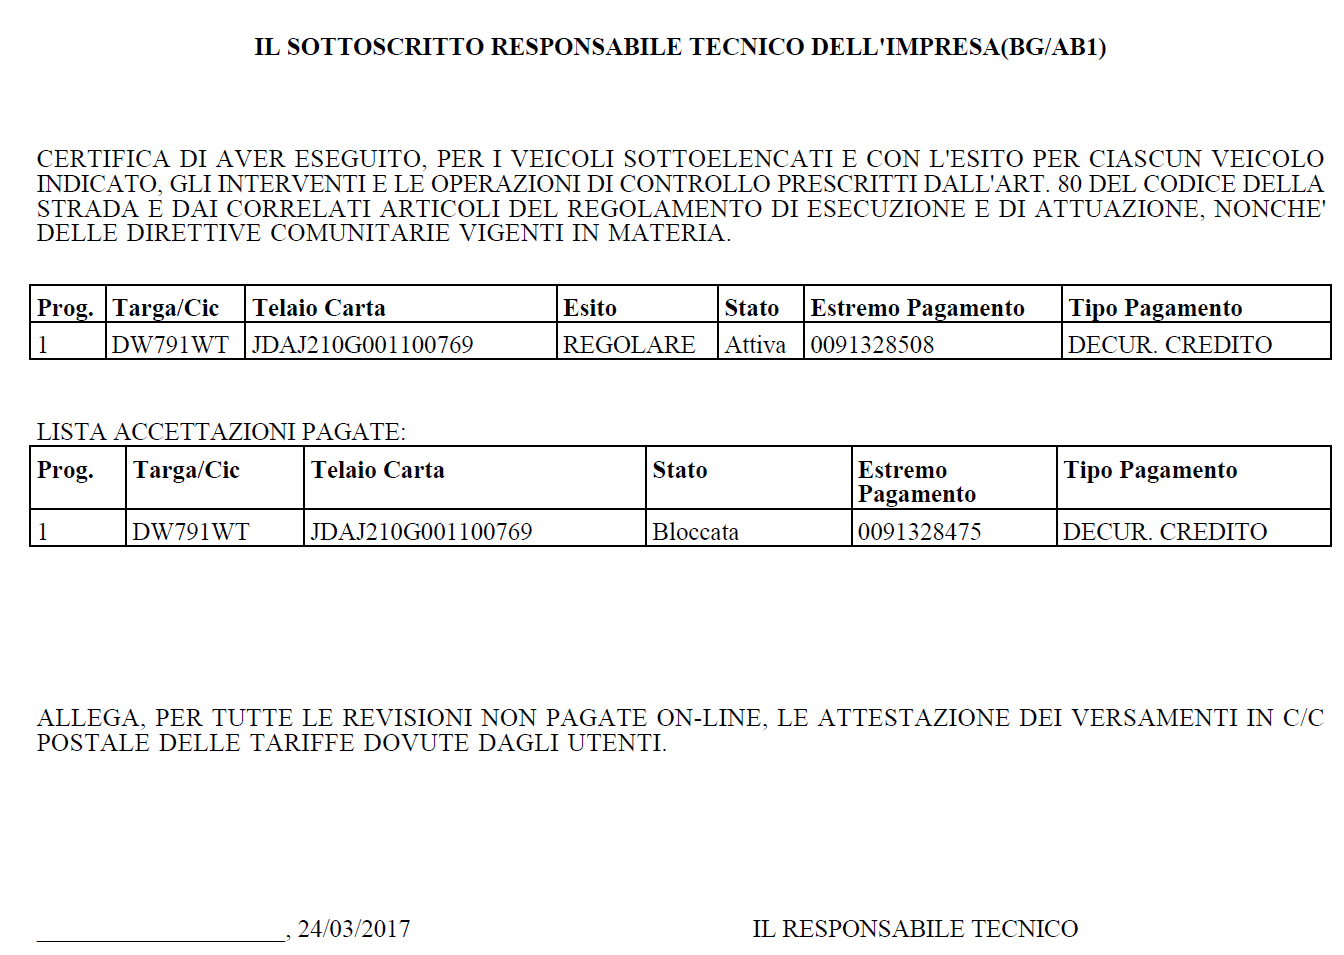 IL SOTTOSCRITTO RESPONSABILE TECNICO DELL'IMPRESA(BG/AB1)
CERTIFICA DI AVER ESEGUITO, PER I VEICOLI SOTTOELENCATI E CON L'ESITO PER CIASCUN VEICOLO
INDICATO, GLI INTERVENTI E LE OPERAZIONI DI CONTROLLO PRESCRITTI DALL'ART. 80 DEL CODICE DELLA
STRADA E DAI CORRELATI ARTICOLI DEL REGOLAMENTO DI ESECUZIONE E DI ATTUAZIONE, NONCHE'
DELLE DIRETTIVE COMUNITARIE VIGENTI IN MATERIA.
Prog. Targa/Cic Telaio Carta Esito Stato Estremo Pagamento Tipo Pagamento
1 DW791WT JDAJ210G001100769 REGOLARE Attiva 0091328508 DECUR. CREDITO
LISTA ACCETTAZIONI PAGATE:
Prog. Targa/Cic Telaio Carta Stato Estremo Tipo Pagamento
Pagamento
1 DW791WT JDAJ210G001100769 Bloccata 0091328475 DECUR. CREDITO
ALLEGA, PER TUTTE LE REVISIONI NON PAGATE ON-LINE, LE ATTESTAZIONE DEI VERSAMENTI IN C/C
POSTALE DELLE TARIFFE DOVUTE DAGLI UTENTI.
____________________, 24/03/2017 IL RESPONSABILE TECNICO